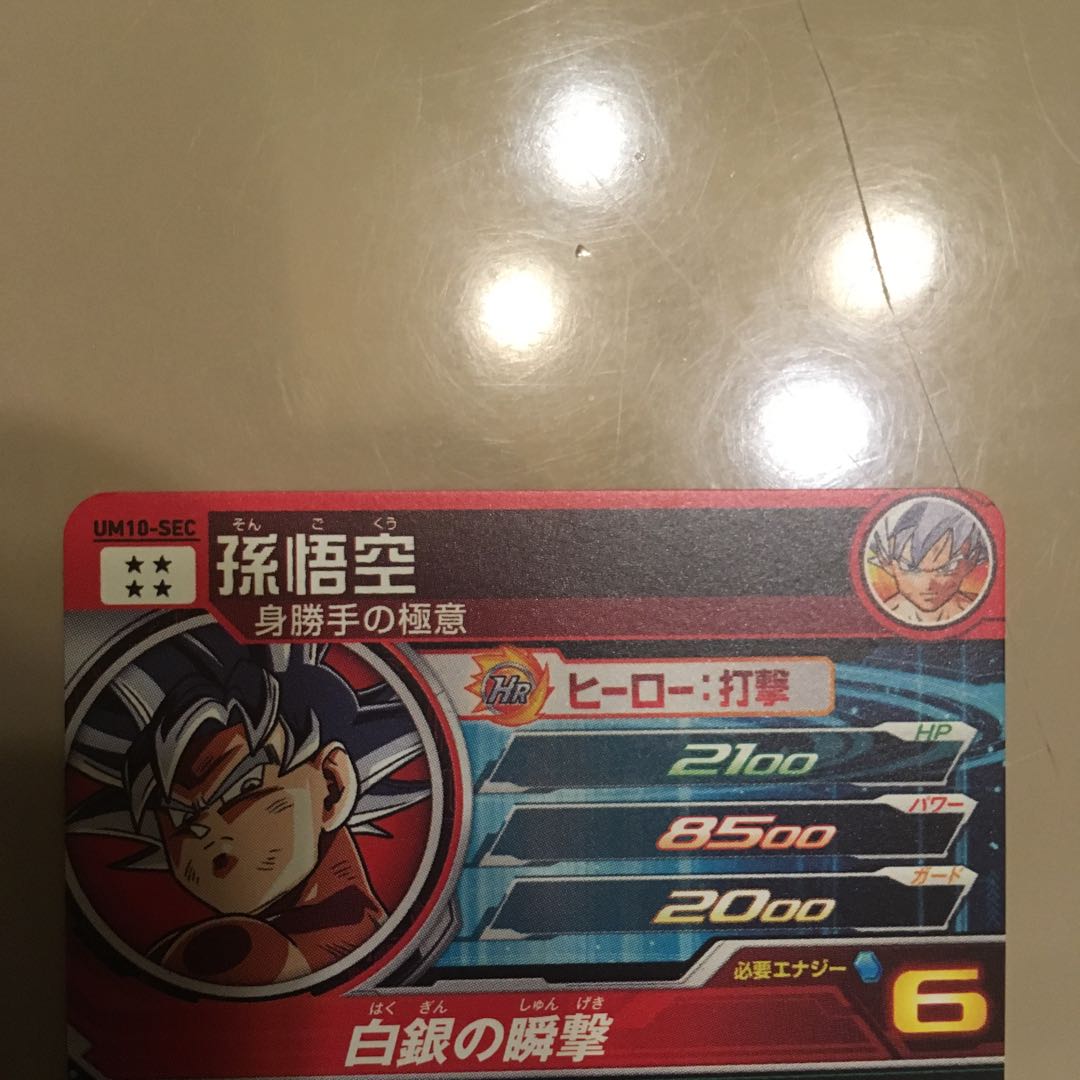 UM10-SEC
そん ご くう
孫悟空
身勝手の極意
HR ヒーロー:打撃
HP
2100
パワー
8500
ガード
2000
必要エナジー 6
はく ぎん しゅん げき
白銀の瞬撃